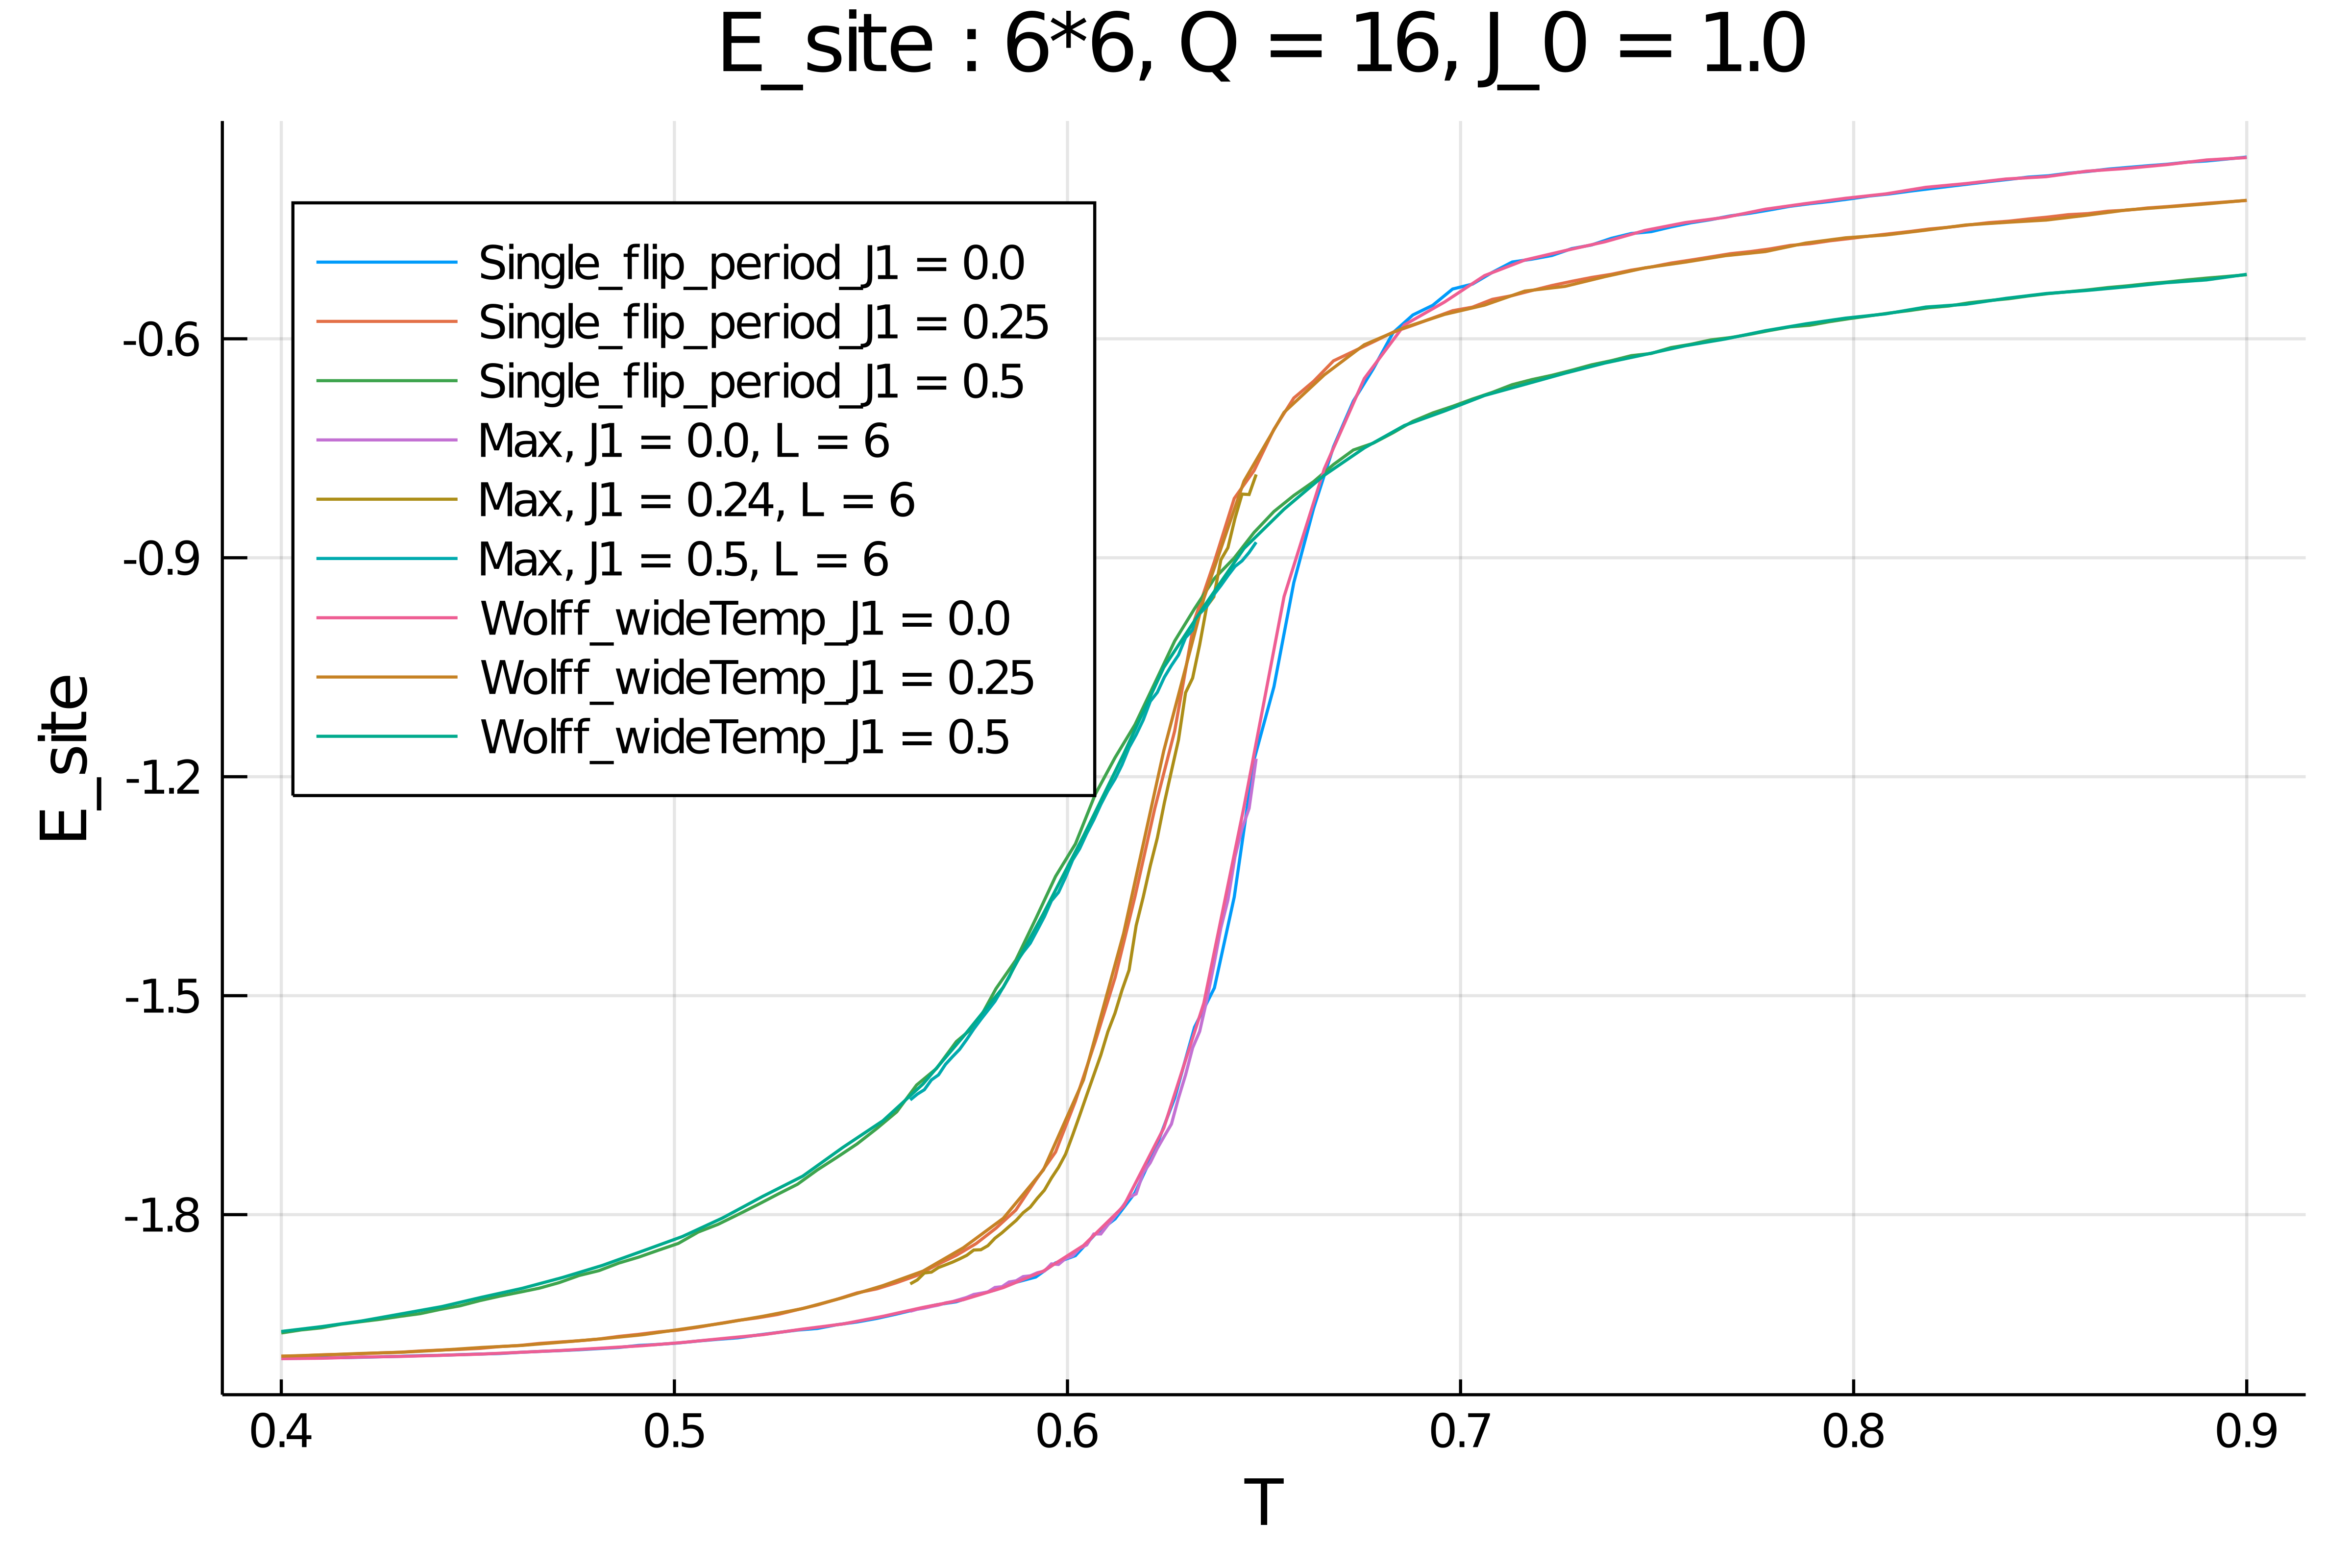 E_site : 6*6, Q = 16, J_0 = 1.0
Single_flip_period_J1 = 0.0
Single_flip_period_J1 = 0.25
Single_flip_period_J1 = 0.5
Max, J1 = 0.0, L = 6
Max, J1 = 0.24, L = 6
Max, J1 = 0.5, L = 6
Wolff_wideTemp_J1 = 0.0
Wolff_wideTemp_J1 = 0.25
Wolff_wideTemp_J1 = 0.5
-0.6
-0.9
-1.2
-1.5
-1.8
E_site
0.4 0.5 0.6 0.7 0.8 0.9
T